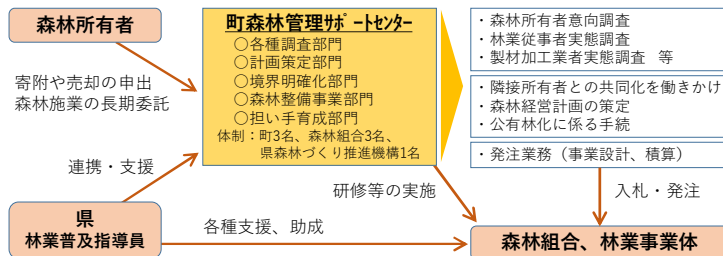 森林所有者
寄附や売却の申出
森林施業の長期委託
連携・支援
県
林業普及指導員
町森林管理ｻﾎﾟｰﾄｾﾝﾀｰ
○各種調査部門
○計画策定部門
○境界明確化部門
○森林整備事業部門
○担い手育成部門
体制：町3名、森林組合3名、
県森林づくり推進機構1名
・森林所有者意向調査
・林業従事者実態調査
・製材加工業者実態調査　等
・隣接所有者との共同化を働きかけ
・森林経営計画の策定
・公有林化に係る手続
・発注業務（事業設計、積算）
研修等の実施
入札・発注
各種支援、助成
森林組合、林業事業体